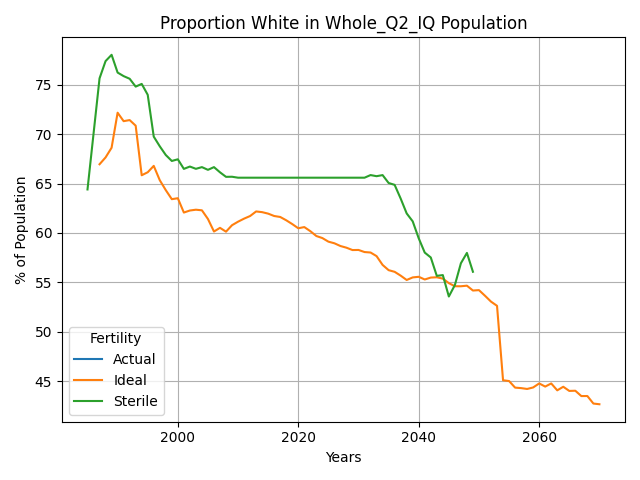 Proportion White in Whole_Q2_IQ Population
% of Population
75
70
65
60
55
50
45
Fertility
Actual
Ideal
Sterile
2000
2020
2040
2060
Years